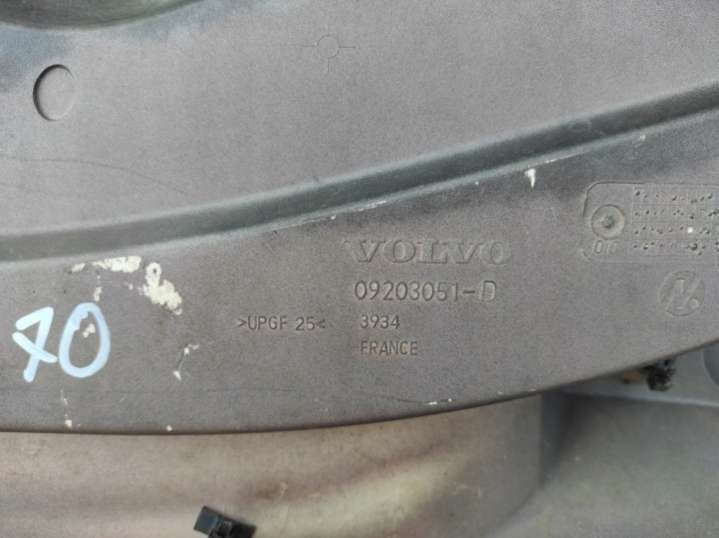 VOLVO
09203051-D
>UPGF 25<
3934
FRANCE
70